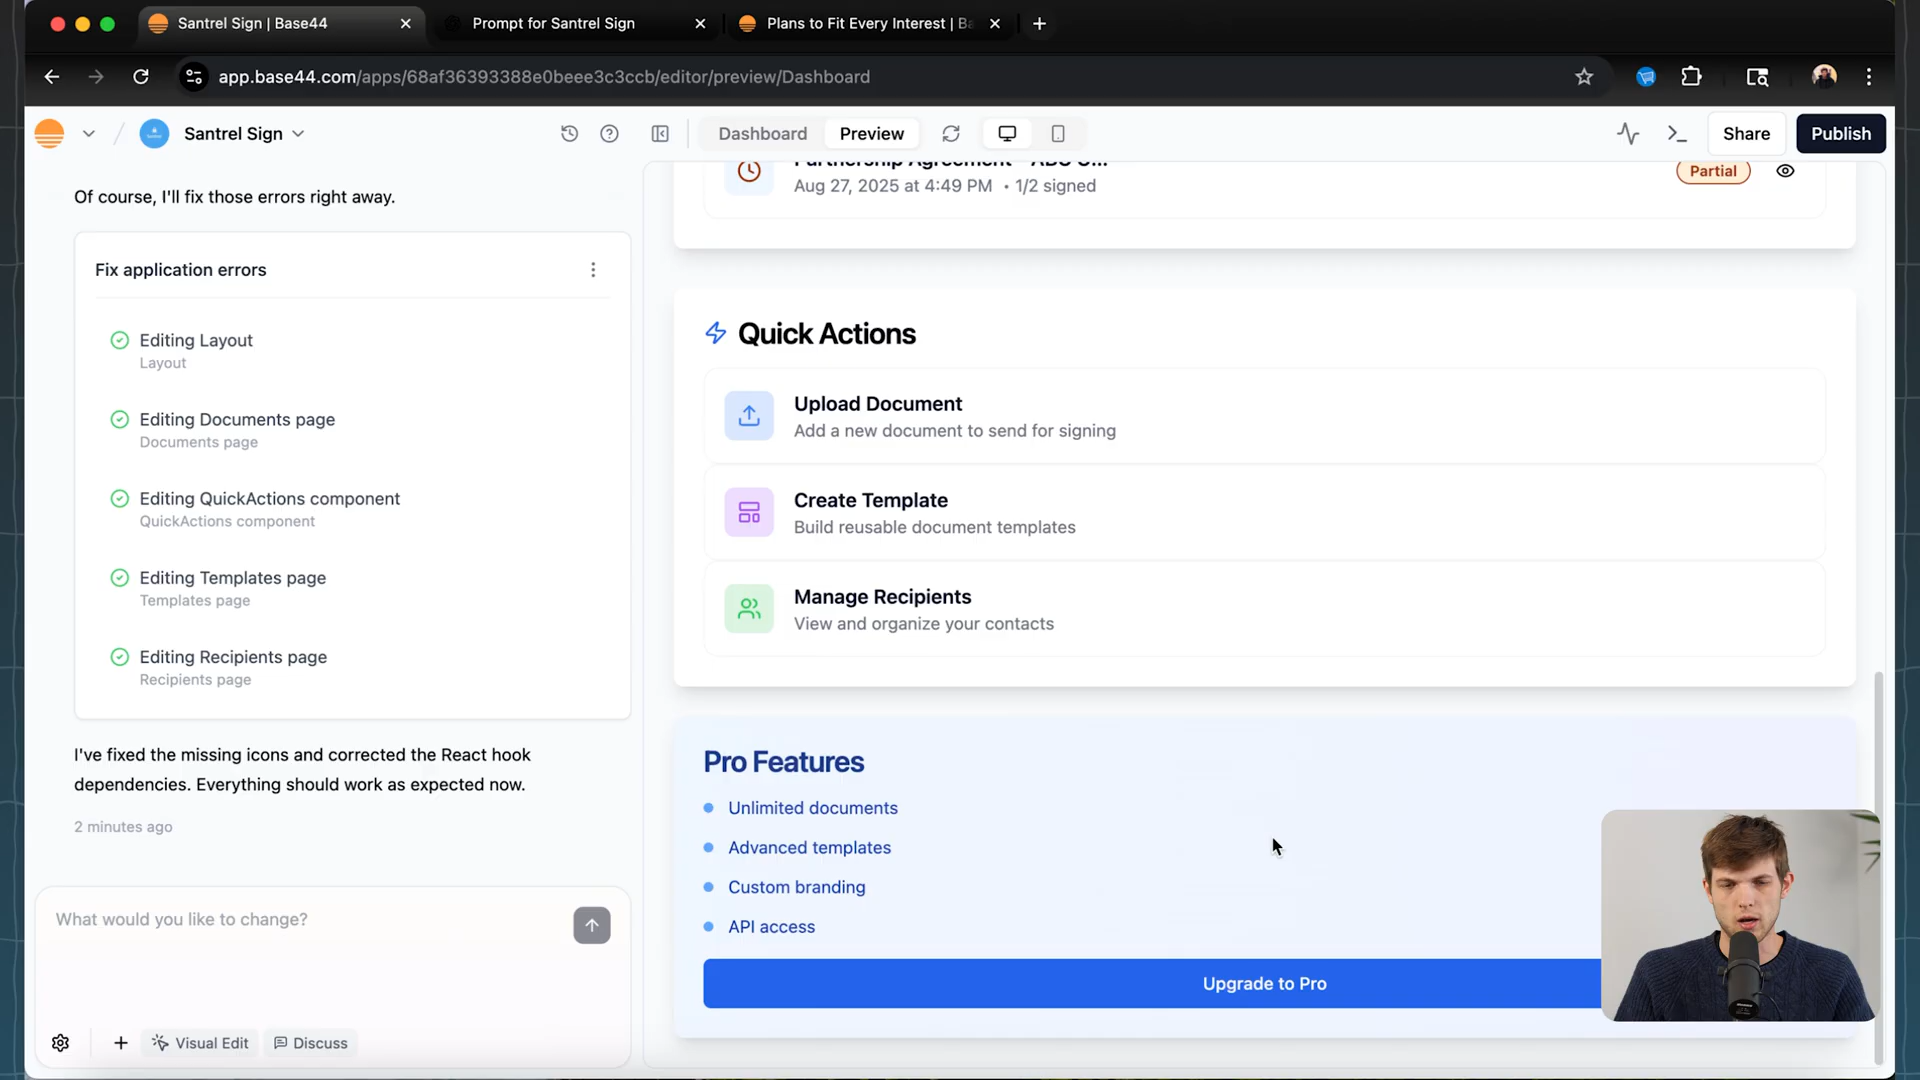 Santrel Sign | Base44
Prompt for Santrel Sign
Plans to Fit Every Interest | Ba
app.base44.com/apps/68af36393388e0beee3c3ccb/editor/preview/Dashboard
Santrel Sign
Dashboard
Preview
Share
Publish
Of course, I'll fix those errors right away.
Fix application errors
Editing Layout
Layout
Editing Documents page
Documents page
Editing QuickActions component
QuickActions component
Editing Templates page
Templates page
Editing Recipients page
Recipients page
I've fixed the missing icons and corrected the React hook
dependencies. Everything should work as expected now.
2 minutes ago
What would you like to change?
Visual Edit
Discuss
Partnership Agreement - ABC
Aug 27, 2025 at 4:49 PM • 1/2 signed
Partial
Quick Actions
Upload Document
Add a new document to send for signing
Create Template
Build reusable document templates
Manage Recipients
View and organize your contacts
Pro Features
Unlimited documents
Advanced templates
Custom branding
API access
Upgrade to Pro